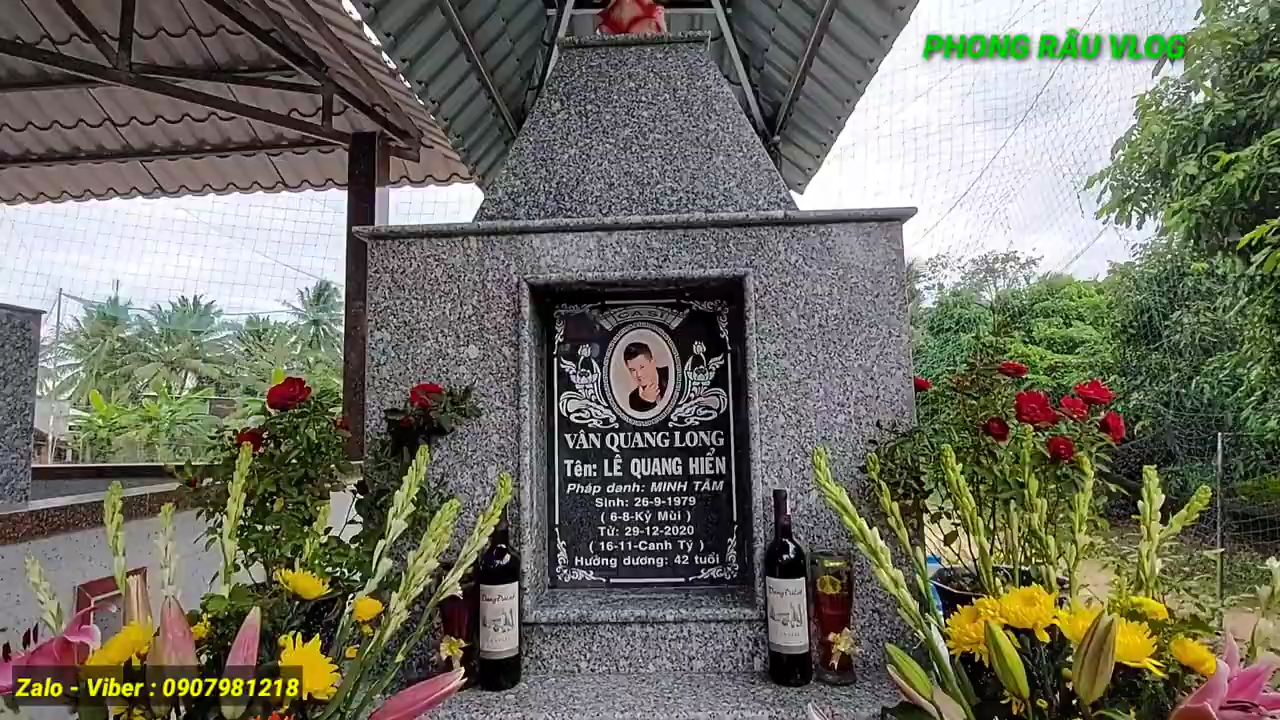 PHONG RÂU VLOG
CA SĨ
VÂN QUANG LONG
Tên: LÊ QUANG HIỂN
Pháp danh: MINH TÂM
Sinh: 26-9-1979
( 6-8-Kỷ Mùi )
Tử: 29-12-2020
( 16-11-Canh Tý )
Hưởng dương: 42 tuổi
Zalo - Viber : 0907981218